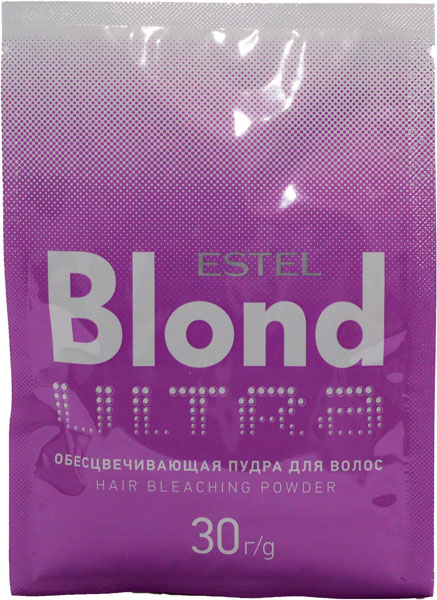 ESTEL
Blond
ULTRA
ОБЕСЦВЕЧИВАЮЩАЯ ПУДРА ДЛЯ ВОЛОС
HAIR BLEACHING POWDER
30 г/g